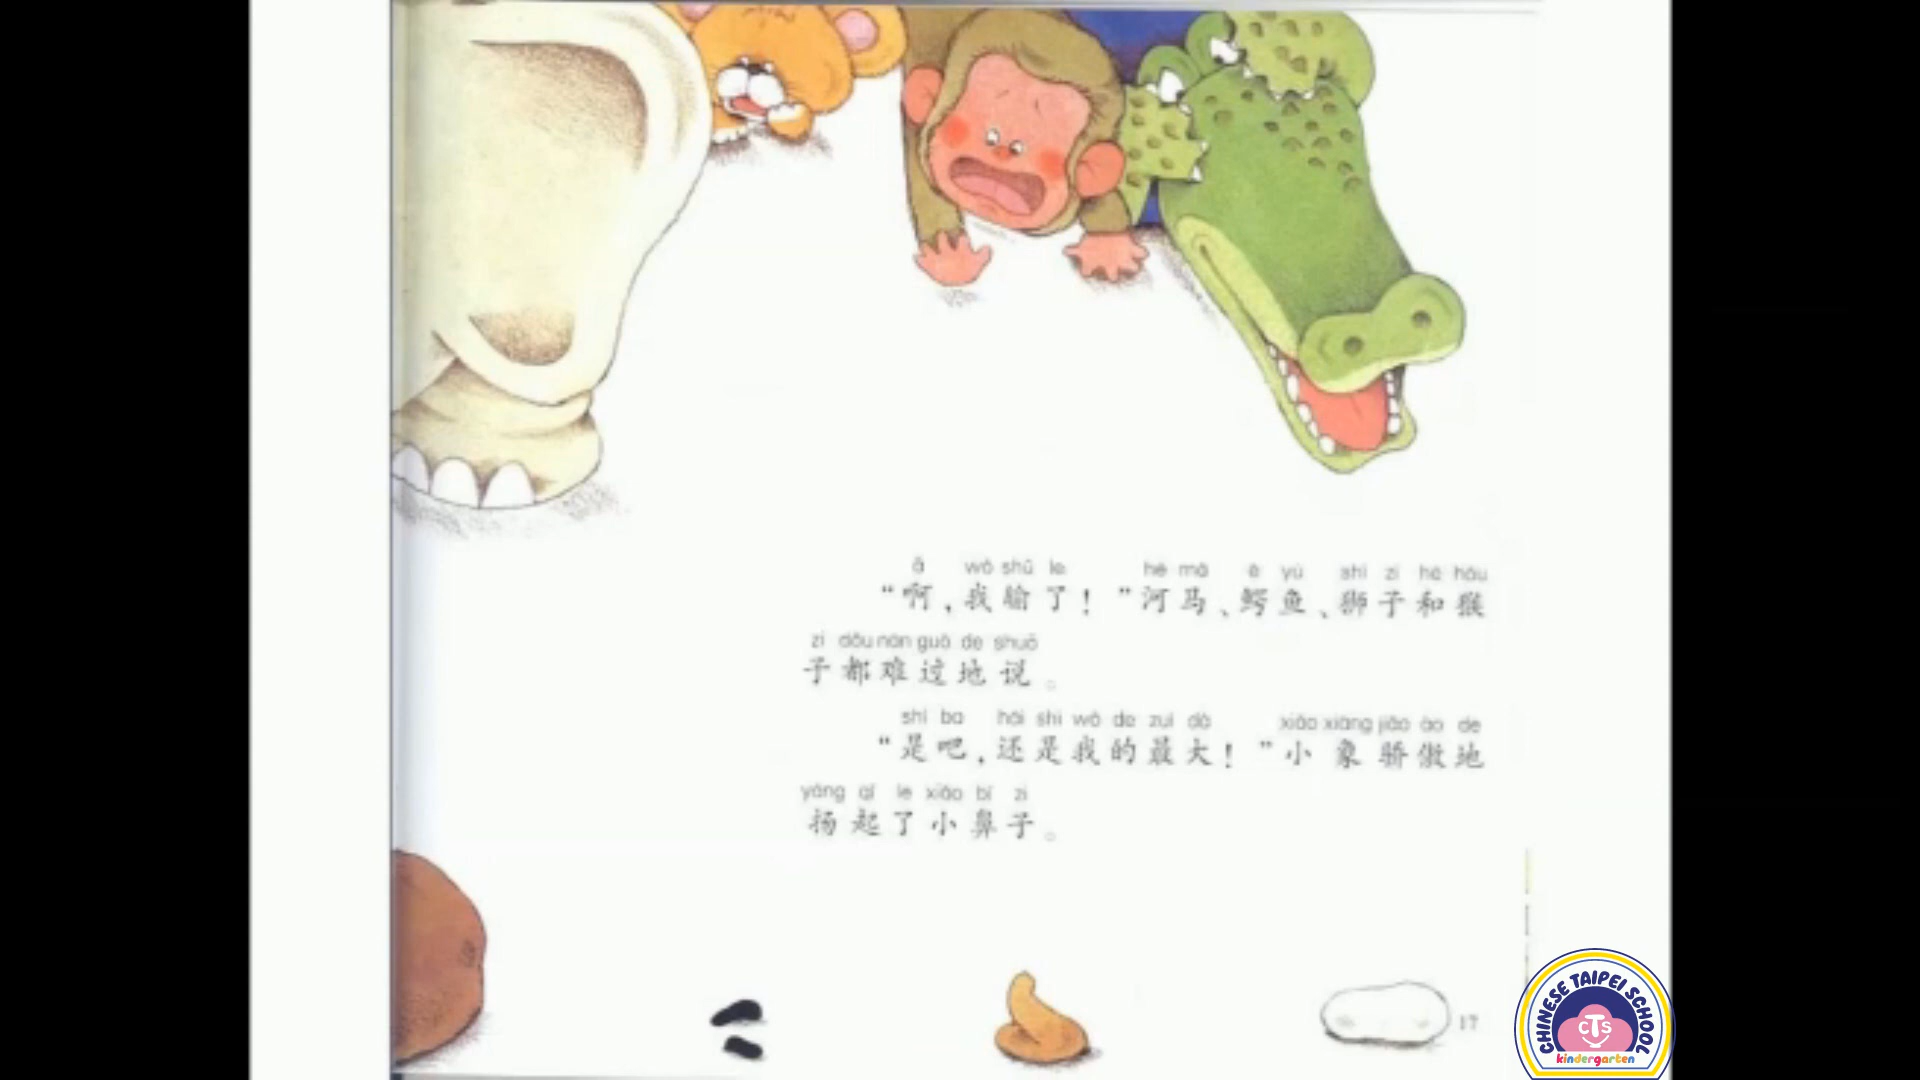 ā wǒ shū le hé mǎ è yú shī zi hé hóu
“啊，我输了！”河马、鳄鱼、狮子和猴
zi dōu nán guò de shuō
子都难过地说。
shì ba hái shì wǒ de zuì dà xiǎo xiàng jiāo ào de
“是吧，还是我的最大！”小象骄傲地
yáng qǐ le xiǎo bí zi
扬起了小鼻子。
17
CHINESE TAIPEI SCHOOL
CTS
kindergarten